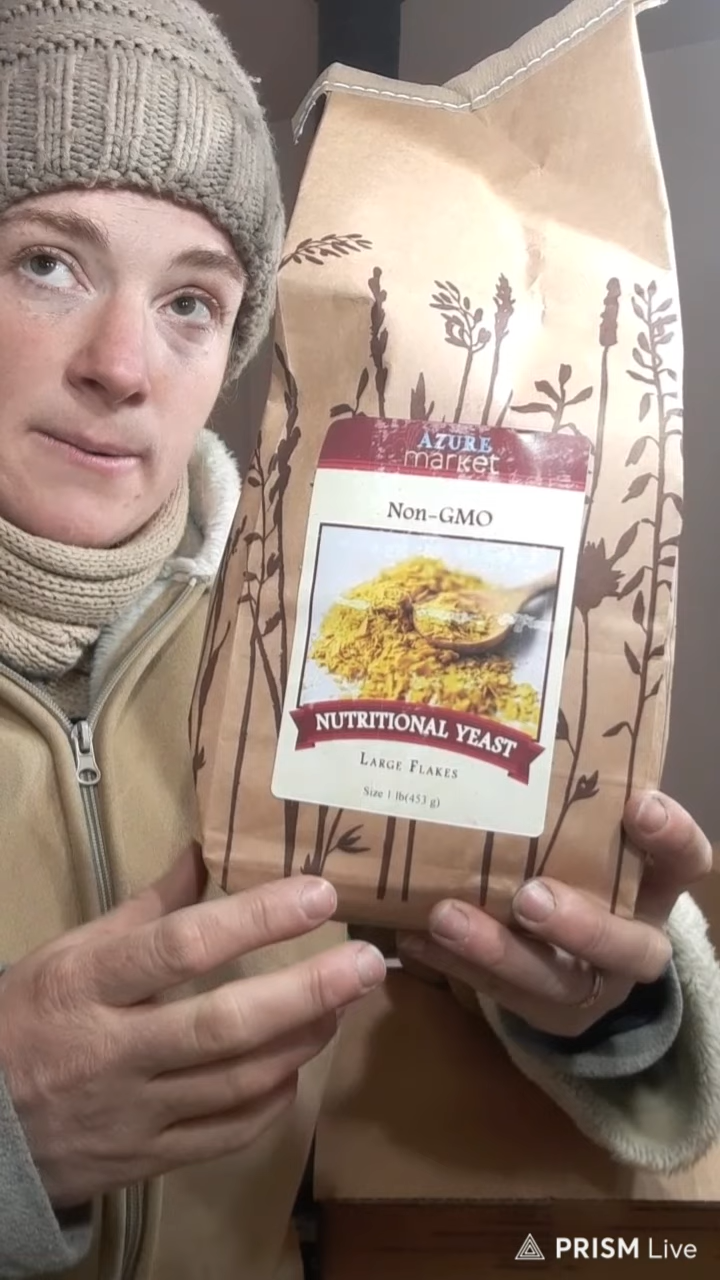 AZURE
market
Non-GMO
NUTRITIONAL YEAST
LARGE FLAKES
Size 1 lb(453 g)
PRISM Live